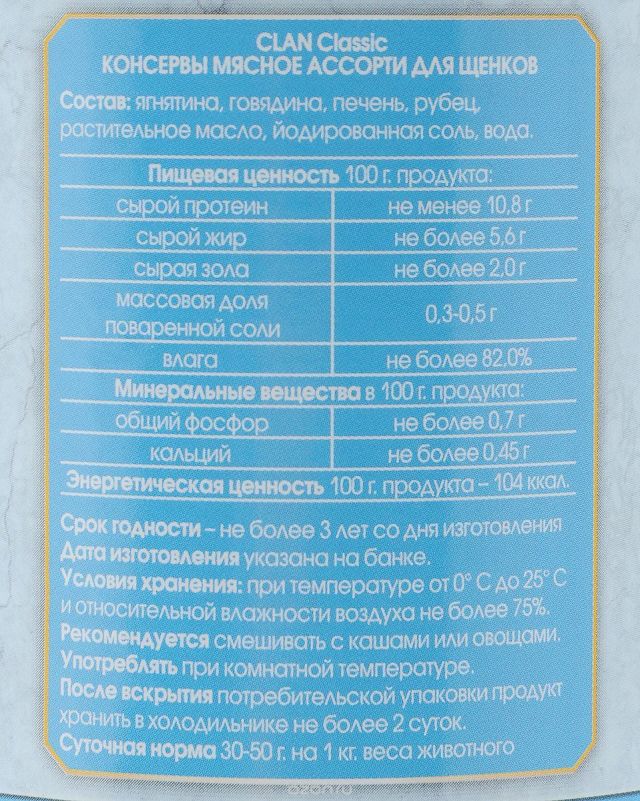 CLAN Classic
КОНСЕРВЫ МЯСНОЕ АССОРТИ ДЛЯ ЩЕНКОВ
Состав: ягнятина, говядина, печень, рубец,
растительное масло, йодированная соль, вода.
Пищевая ценность 100 г. продукта:
сырой протеин не менее 10,8 г
сырой жир не более 5,6 г
сырая зола не более 2,0 г
массовая доля
поваренной соли 0,3-0,5 г
влага не более 82,0%
Минеральные вещества в 100 г. продукта:
общий фосфор не более 0,7 г
кальций не более 0,45 г
Энергетическая ценность 100 г. продукта – 104 ккал.
Срок годности – не более 3 лет со дня изготовления
Дата изготовления указана на банке.
Условия хранения: при температуре от 0° С до 25° С
и относительной влажности воздуха не более 75%.
Рекомендуется смешивать с кашами или овощами.
Употреблять при комнатной температуре.
После вскрытия потребительской упаковки продукт
хранить в холодильнике не более 2 суток.
Суточная норма 30-50 г. на 1 кг. веса животного
ozon.ru